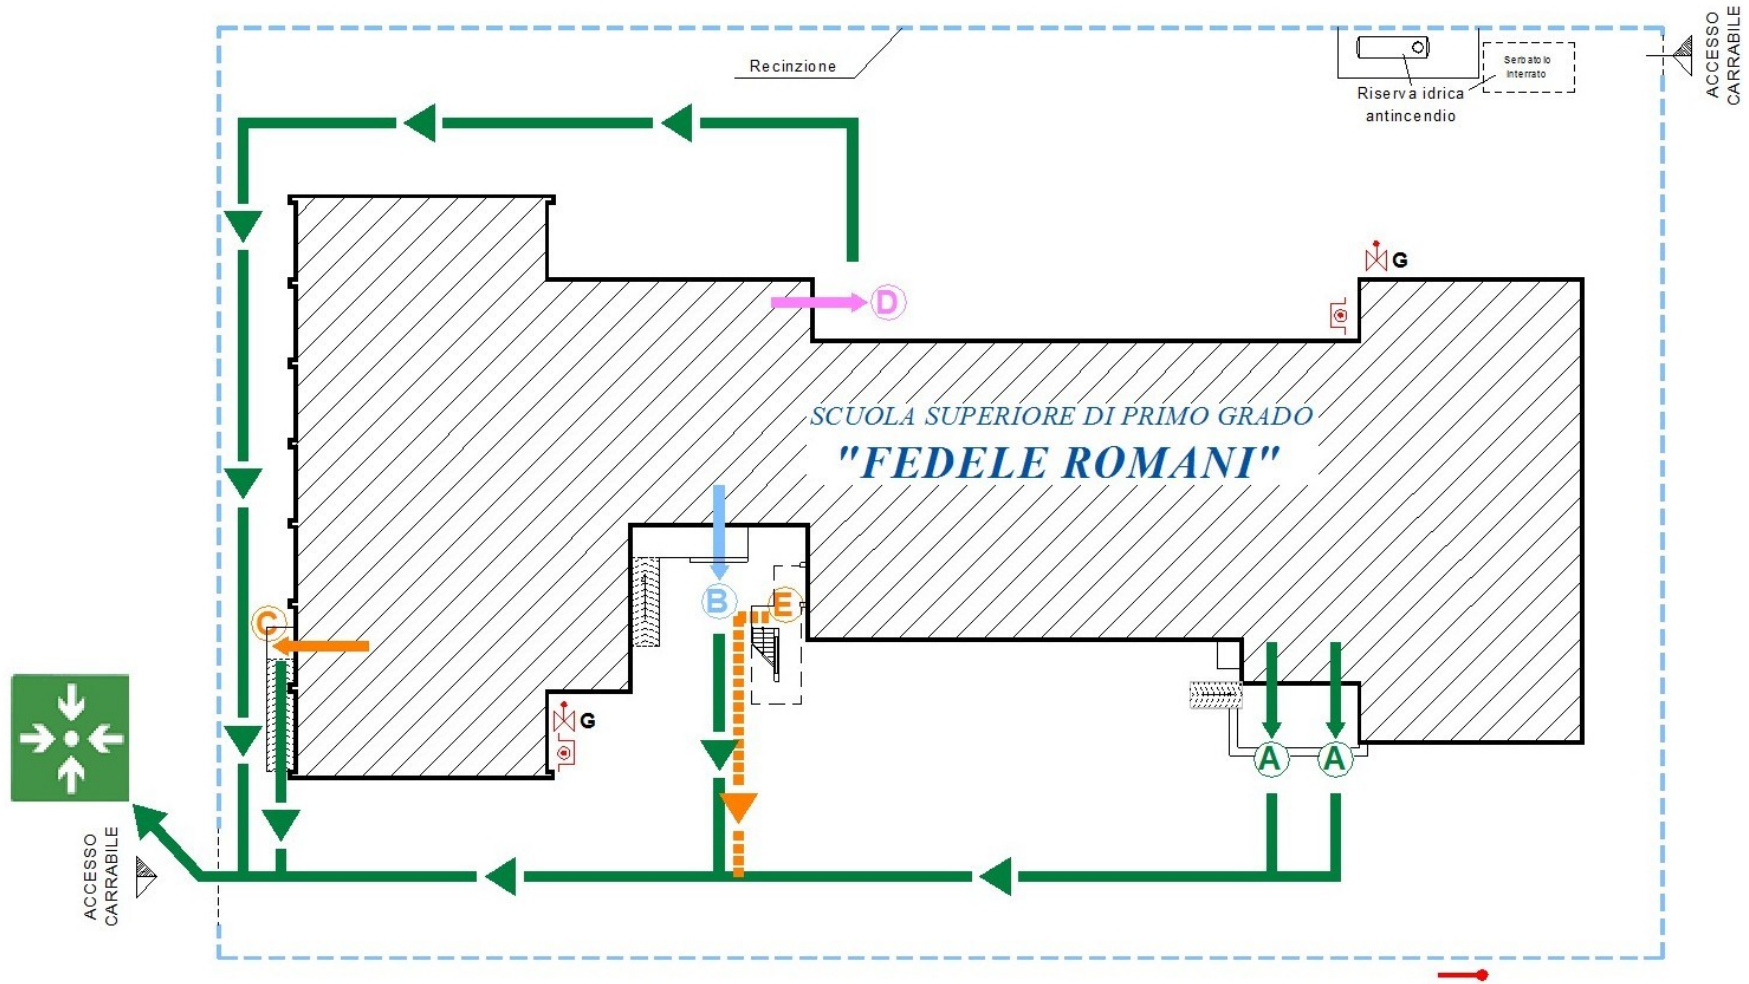 Recinzione
Serbatoio
Interrato
Riserva idrica
antincendio
ACCESSO
CARRABILE
G
D
SCUOLA SUPERIORE DI PRIMO GRADO
"FEDELE ROMANI"
B
E
C
G
A
A
ACCESSO
CARRABILE